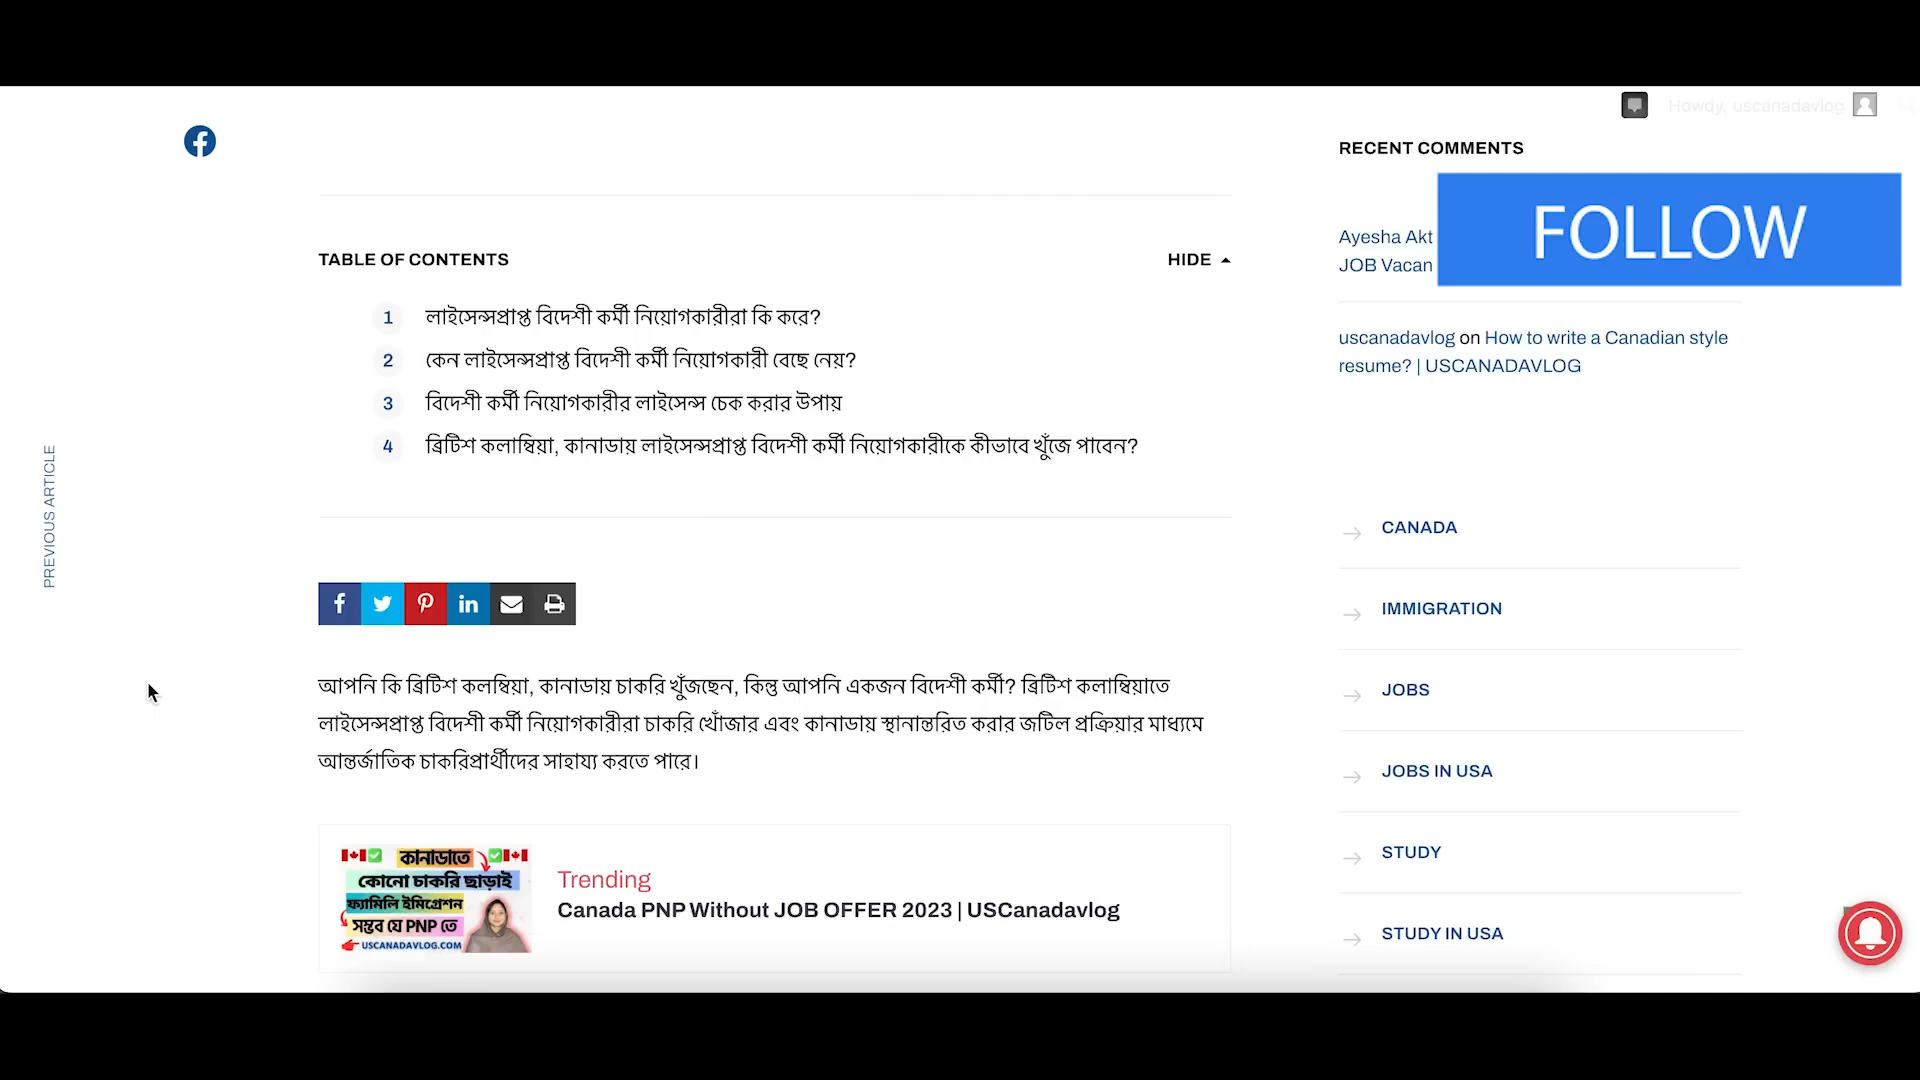 Howdy, uscanadavlog
RECENT COMMENTS
FOLLOW
Ayesha Akt
JOB Vacan
TABLE OF CONTENTS
HIDE
1 লাইসেন্সপ্রাপ্ত বিদেশী কর্মী নিয়োগকারীরা কি করে?
2 কেন লাইসেন্সপ্রাপ্ত বিদেশী কর্মী নিয়োগকারী বেছে নেয়?
3 বিদেশী কর্মী নিয়োগকারীর লাইসেন্স চেক করার উপায়
4 ব্রিটিশ কলাম্বিয়া, কানাডায় লাইসেন্সপ্রাপ্ত বিদেশী কর্মী নিয়োগকারীকে কীভাবে খুঁজে পাবেন?
uscanadavlog on How to write a Canadian style
resume? | USCANADAVLOG
PREVIOUS ARTICLE
আপনি কি ব্রিটিশ কলম্বিয়া, কানাডায় চাকরি খুঁজছেন, কিন্তু আপনি একজন বিদেশী কর্মী? ব্রিটিশ কলাম্বিয়াতে
লাইসেন্সপ্রাপ্ত বিদেশী কর্মী নিয়োগকারীরা চাকরি খোঁজার এবং কানাডায় স্থানান্তরিত করার জটিল প্রক্রিয়ার মাধ্যমে
আন্তর্জাতিক চাকরিপ্রার্থীদের সাহায্য করতে পারে।
কানাডাতে
কোনো চাকরি ছাড়াই
ফ্যামিলি ইমিগ্রেশন
সম্ভব যে PNP তে
USCANADAVLOG.COM
Trending
Canada PNP Without JOB OFFER 2023 | USCanadavlog
CANADA
IMMIGRATION
JOBS
JOBS IN USA
STUDY
STUDY IN USA